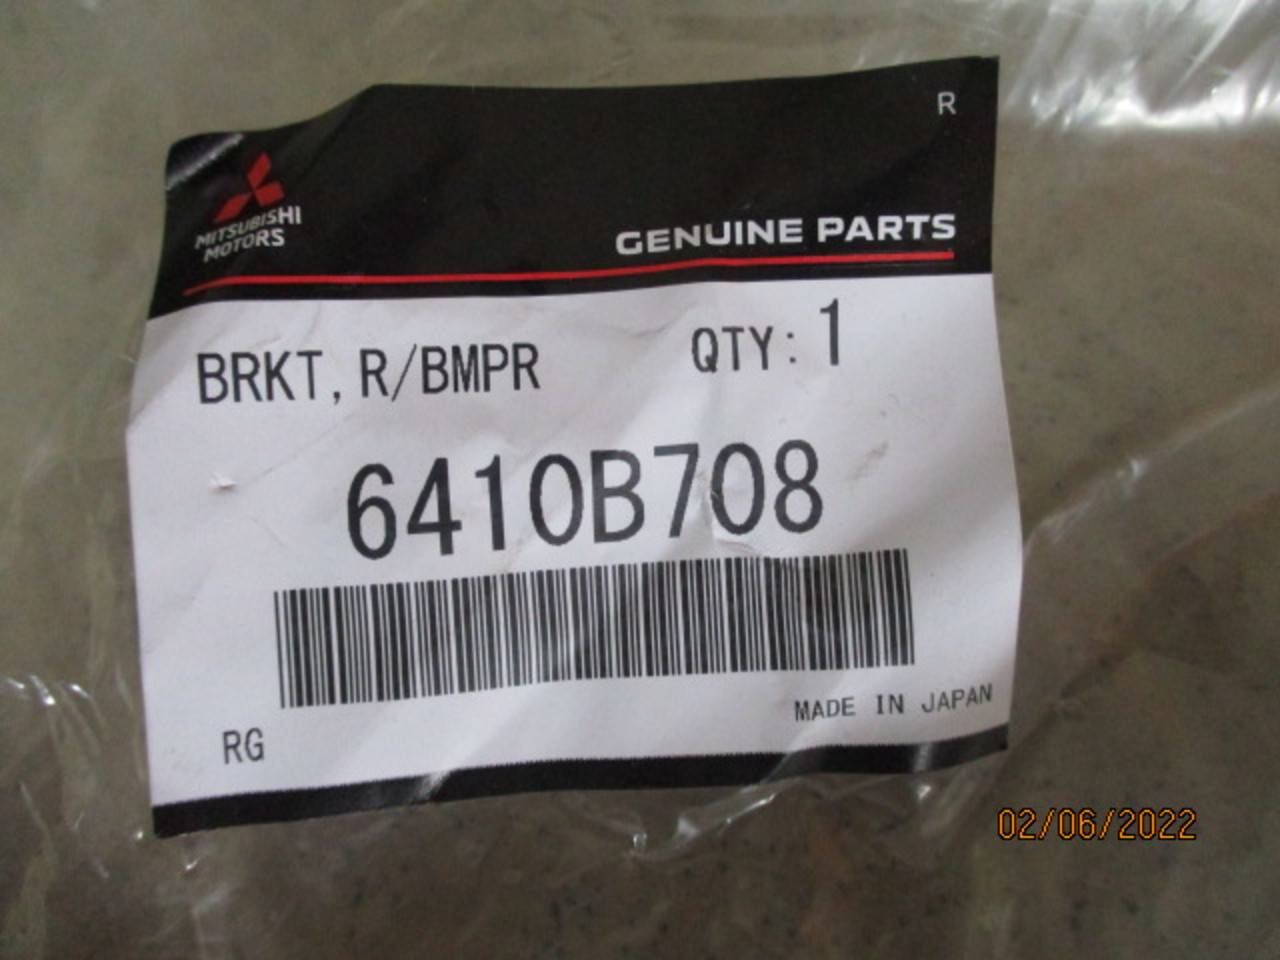 R
MITSUBISHI
MOTORS
GENUINE PARTS
BRKT, R/BMPR QTY: 1
6410B708
MADE IN JAPAN
RG
02/06/2022